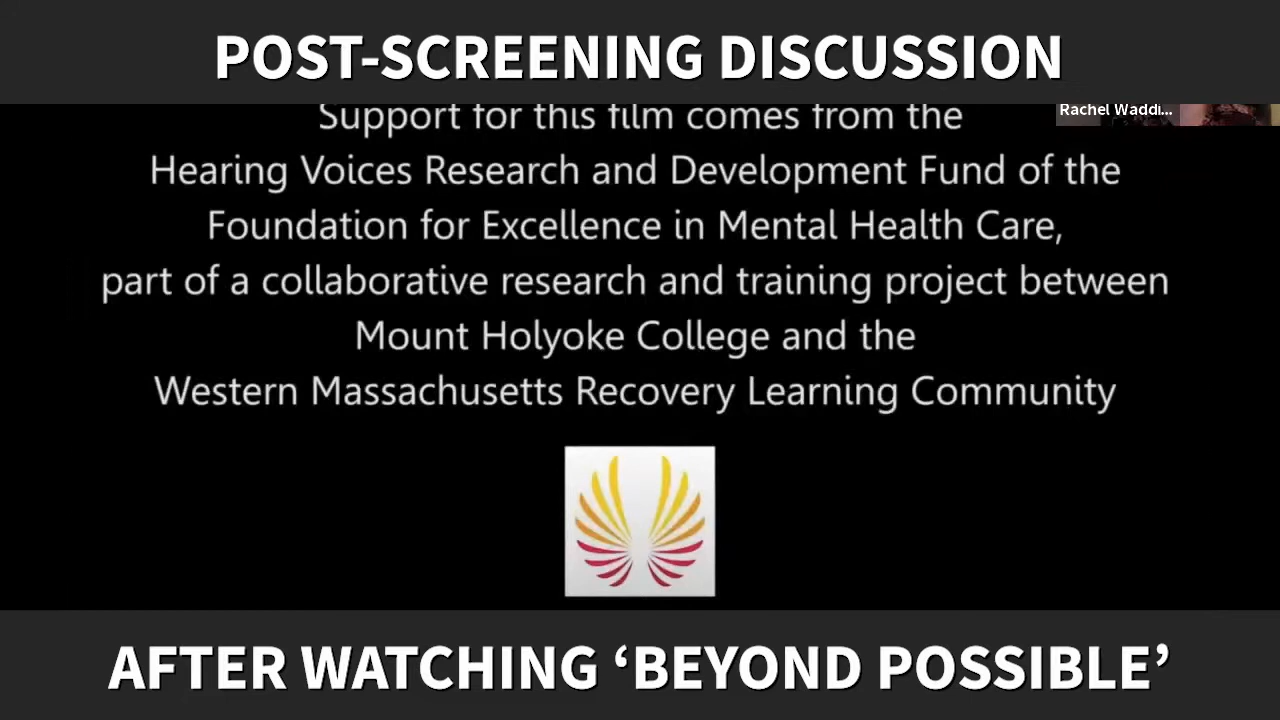 POST-SCREENING DISCUSSION
Rachel Waddi...
Support for this film comes from the
Hearing Voices Research and Development Fund of the
Foundation for Excellence in Mental Health Care,
part of a collaborative research and training project between
Mount Holyoke College and the
Western Massachusetts Recovery Learning Community
AFTER WATCHING ‘BEYOND POSSIBLE’